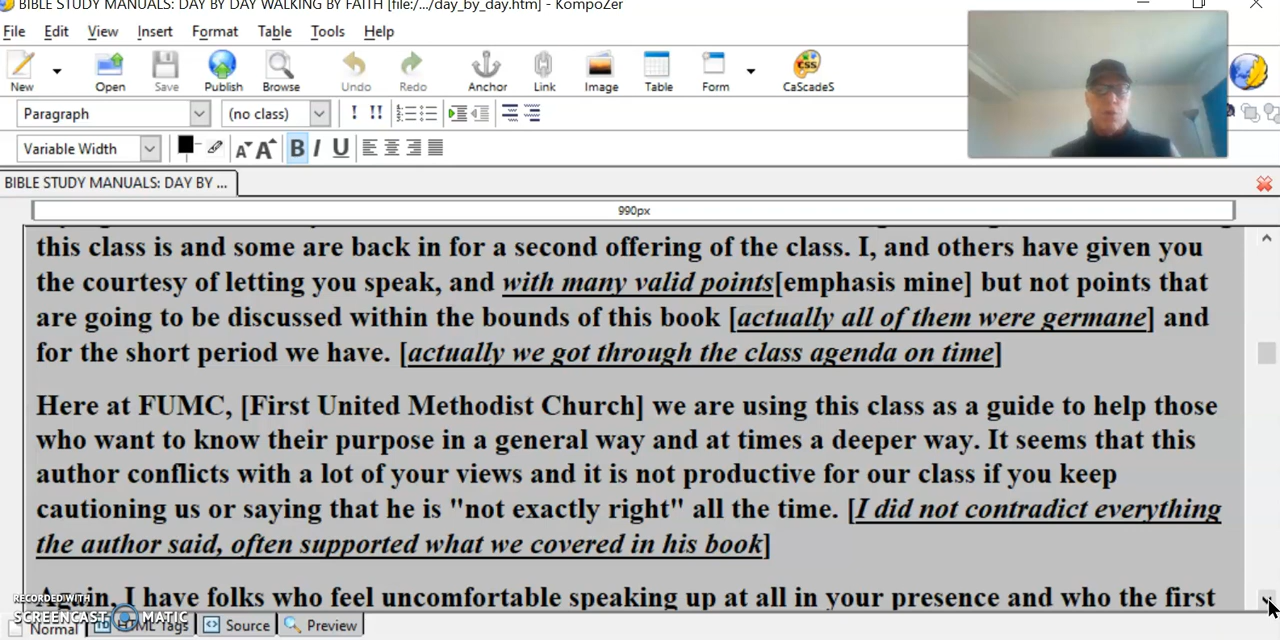 BIBLE STUDY MANUALS: DAY BY DAY WALKING BY FAITH [file:/.../day_by_day.htm] - KompoZer
File Edit View Insert Format Table Tools Help
New Open Save Publish Browse Undo Redo Anchor Link Image Table Form CaScadeS
Paragraph (no class) ! !!
Variable Width A A B I U
BIBLE STUDY MANUALS: DAY BY ...
990px
this class is and some are back in for a second offering of the class. I, and others have given you
the courtesy of letting you speak, and with many valid points[emphasis mine] but not points that
are going to be discussed within the bounds of this book [actually all of them were germane] and
for the short period we have. [actually we got through the class agenda on time]
Here at FUMC, [First United Methodist Church] we are using this class as a guide to help those
who want to know their purpose in a general way and at times a deeper way. It seems that this
author conflicts with a lot of your views and it is not productive for our class if you keep
cautioning us or saying that he is "not exactly right" all the time. [I did not contradict everything
the author said, often supported what we covered in his book]
Again, I have folks who feel uncomfortable speaking up at all in your presence and who the first
RECORDED WITH
SCREENCAST MATIC
Normal HTML Tags Source Preview